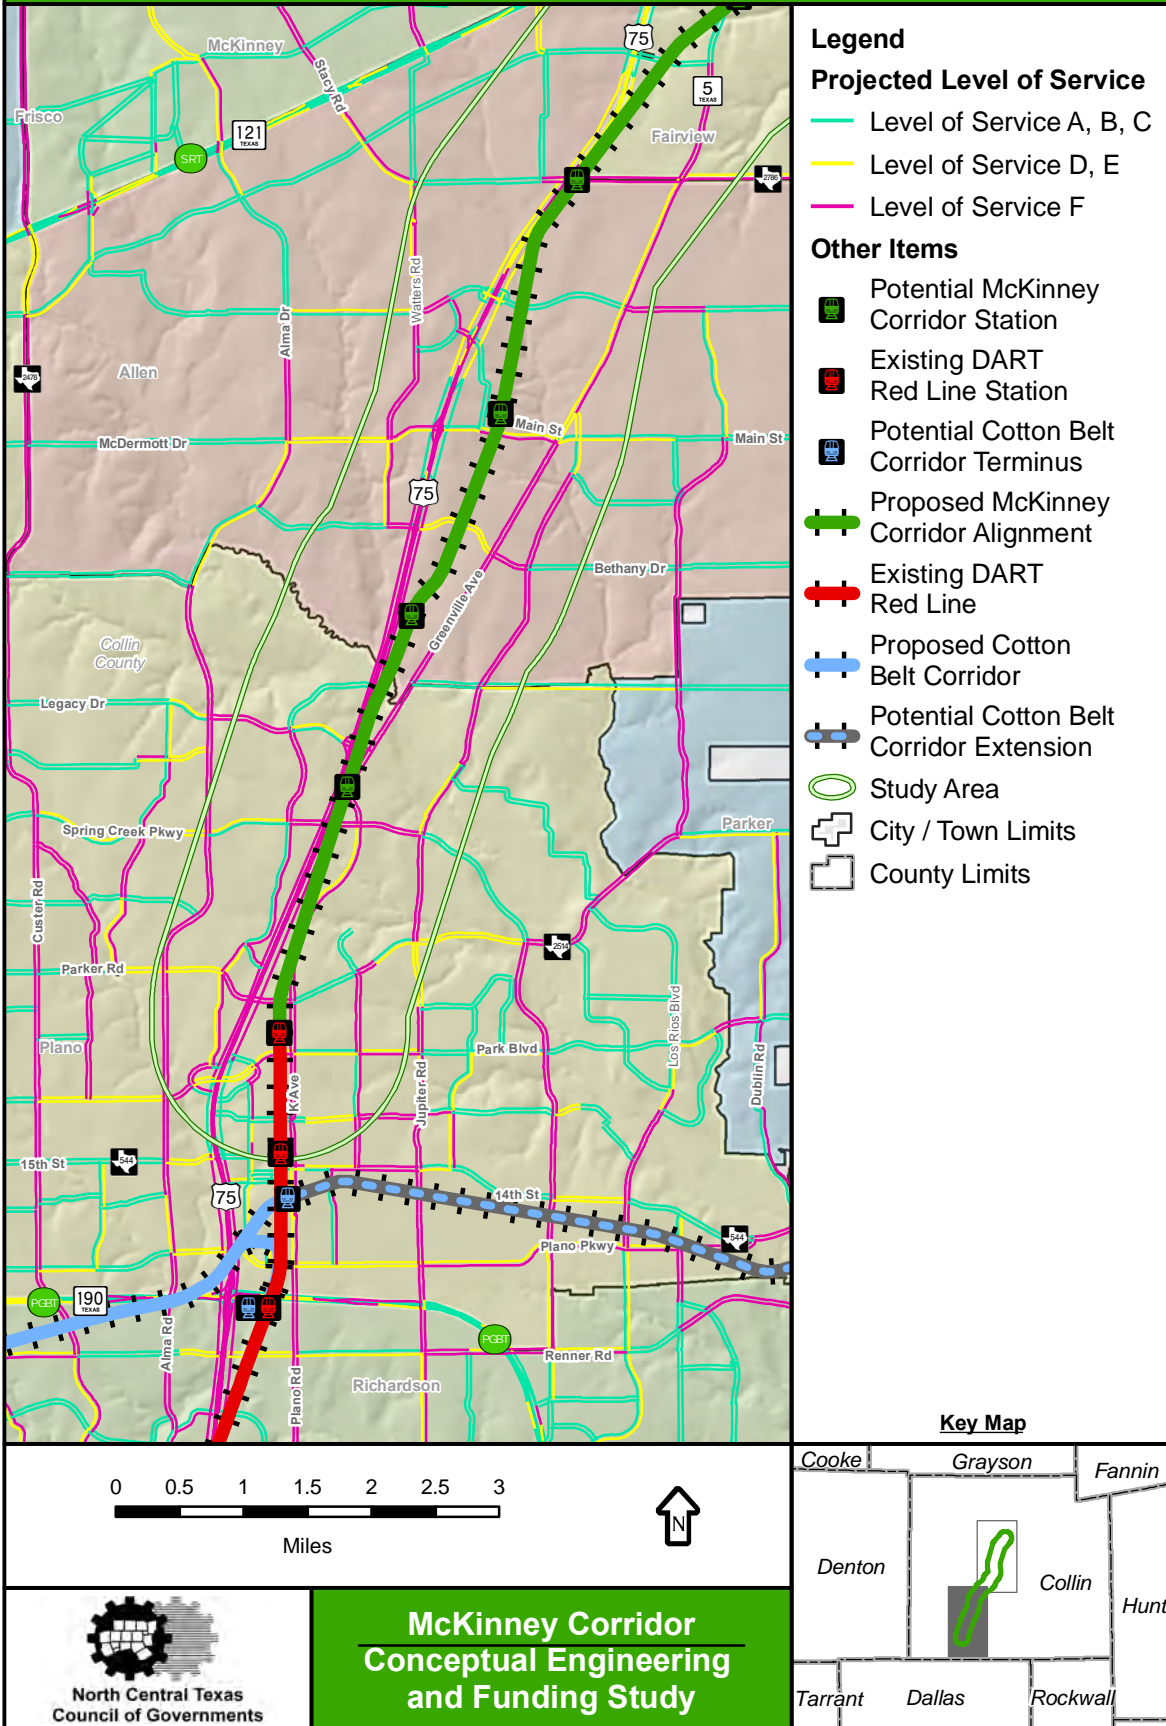 McKinney
Stacy Rd
75
5
TEXAS
Frisco
121
TEXAS
SRT
Fairview
2786
Watters Rd
Alma Dr
Allen
2478
Main St
McDermott Dr
Main St
75
Bethany Dr
Greenville Ave
Collin
County
Legacy Dr
Spring Creek Pkwy
Parker
Custer Rd
2514
Parker Rd
Los Rios Blvd
Plano
Park Blvd
Dublin Rd
K Ave
Jupiter Rd
15th St
544
75
14th St
544
Plano Pkwy
PGBT
190
TEXAS
Alma Rd
PGBT
Renner Rd
Plano Rd
Richardson
Legend
Projected Level of Service
Level of Service A, B, C
Level of Service D, E
Level of Service F
Other Items
Potential McKinney
Corridor Station
Existing DART
Red Line Station
Potential Cotton Belt
Corridor Terminus
Proposed McKinney
Corridor Alignment
Existing DART
Red Line
Proposed Cotton
Belt Corridor
Potential Cotton Belt
Corridor Extension
Study Area
City / Town Limits
County Limits
Key Map
Cooke
Grayson
Fannin
Denton
Collin
Hunt
Tarrant
Dallas
Rockwall
0 0.5 1 1.5 2 2.5 3
Miles
N
North Central Texas
Council of Governments
McKinney Corridor
Conceptual Engineering
and Funding Study